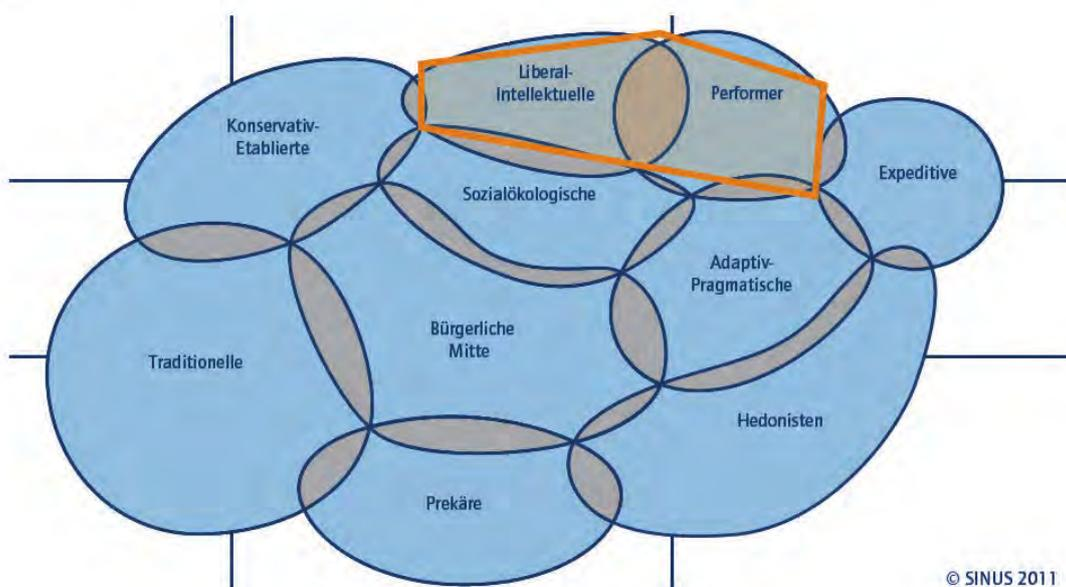 Liberal-
Intellektuelle
Performer
Konservativ-
Etablierte
Expeditive
Sozialökologische
Adaptiv-
Pragmatische
Bürgerliche
Mitte
Traditionelle
Hedonisten
Prekäre
© SINUS 2011